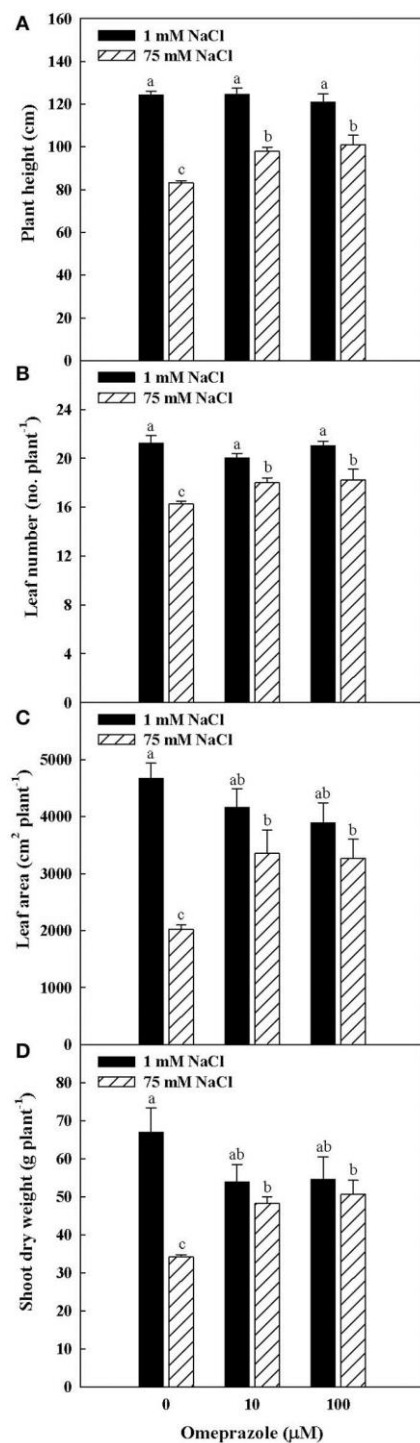 A
1 mM NaCl
75 mM NaCl
Plant height (cm)
160
140
120
100
80
60
40
20
0
a
c
a
b
a
b
B
1 mM NaCl
75 mM NaCl
Leaf number (no. plant⁻¹)
24
20
16
12
8
4
0
a
c
a
b
a
b
C
1 mM NaCl
75 mM NaCl
Leaf area (cm² plant⁻¹)
5000
4000
3000
2000
1000
0
a
c
ab
b
ab
b
D
1 mM NaCl
75 mM NaCl
Shoot dry weight (g plant⁻¹)
80
70
60
50
40
30
20
10
0
a
c
ab
b
ab
b
0 10 100
Omeprazole (µM)